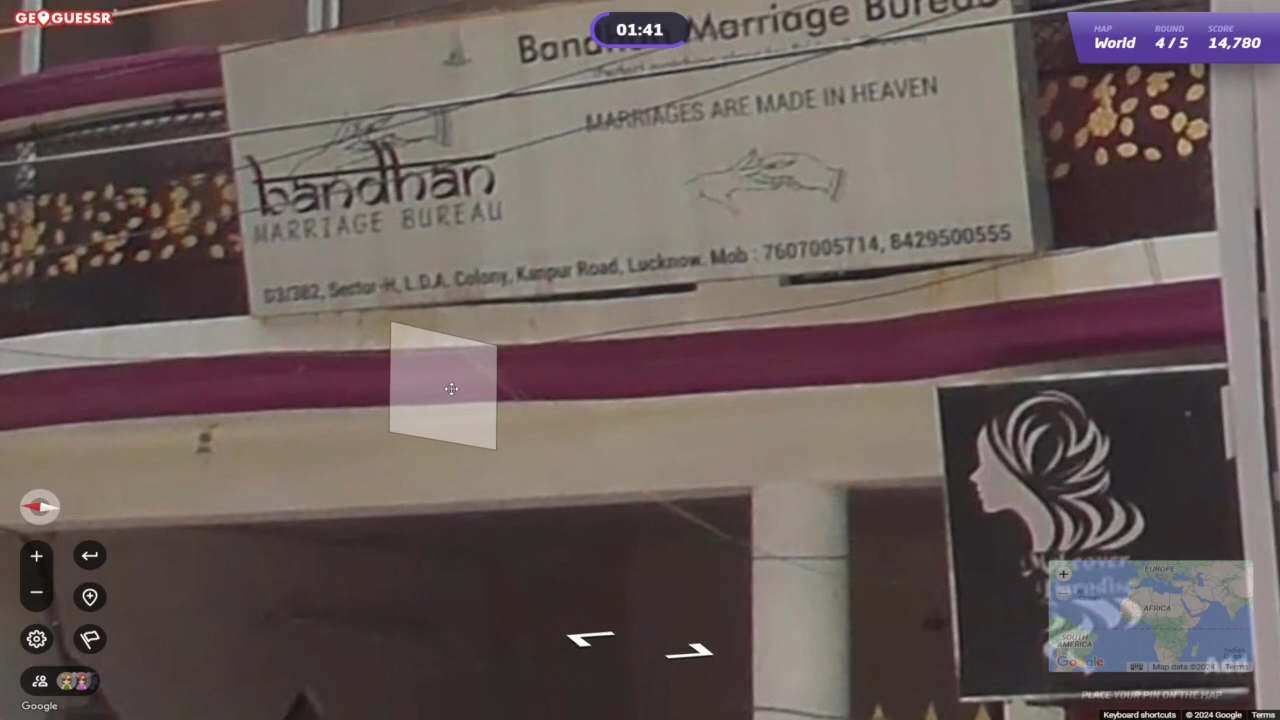 GEOGUESSR
01:41
MAP
World
ROUND
4 / 5
SCORE
14,780
Marriage Bureau
MARRIAGES ARE MADE IN HEAVEN
bandhan
MARRIAGE BUREAU
D3/382, Sector-H, L.D.A. Colony, Kanpur Road, Lucknow. Mob : 7607005714, 8429500555
EUROPE
AFRICA
SOUTH AMERICA
Indian
Google
Map data ©2024
Terms
PLACE YOUR PIN ON THE MAP
Google
Keyboard shortcuts
© 2024 Google
Terms